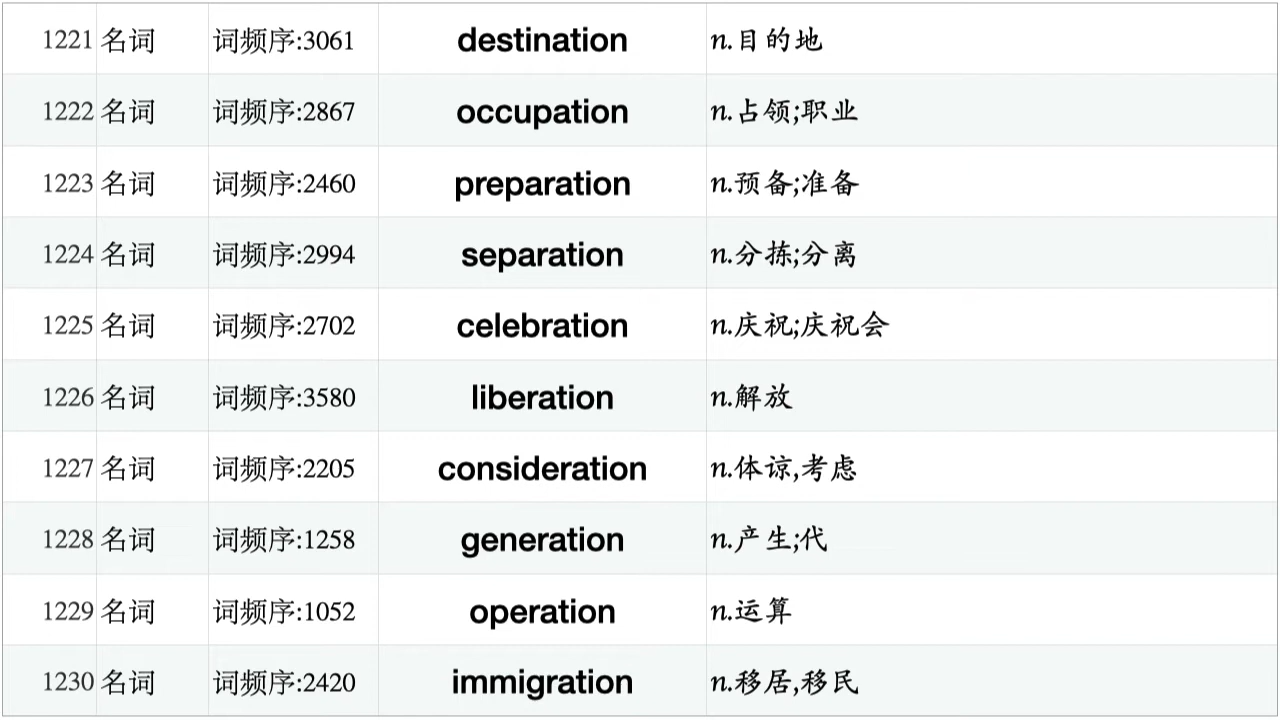 1221 名词 词频序:3061 destination n.目的地
1222 名词 词频序:2867 occupation n.占领;职业
1223 名词 词频序:2460 preparation n.预备;准备
1224 名词 词频序:2994 separation n.分拣;分离
1225 名词 词频序:2702 celebration n.庆祝;庆祝会
1226 名词 词频序:3580 liberation n.解放
1227 名词 词频序:2205 consideration n.体谅,考虑
1228 名词 词频序:1258 generation n.产生;代
1229 名词 词频序:1052 operation n.运算
1230 名词 词频序:2420 immigration n.移居,移民